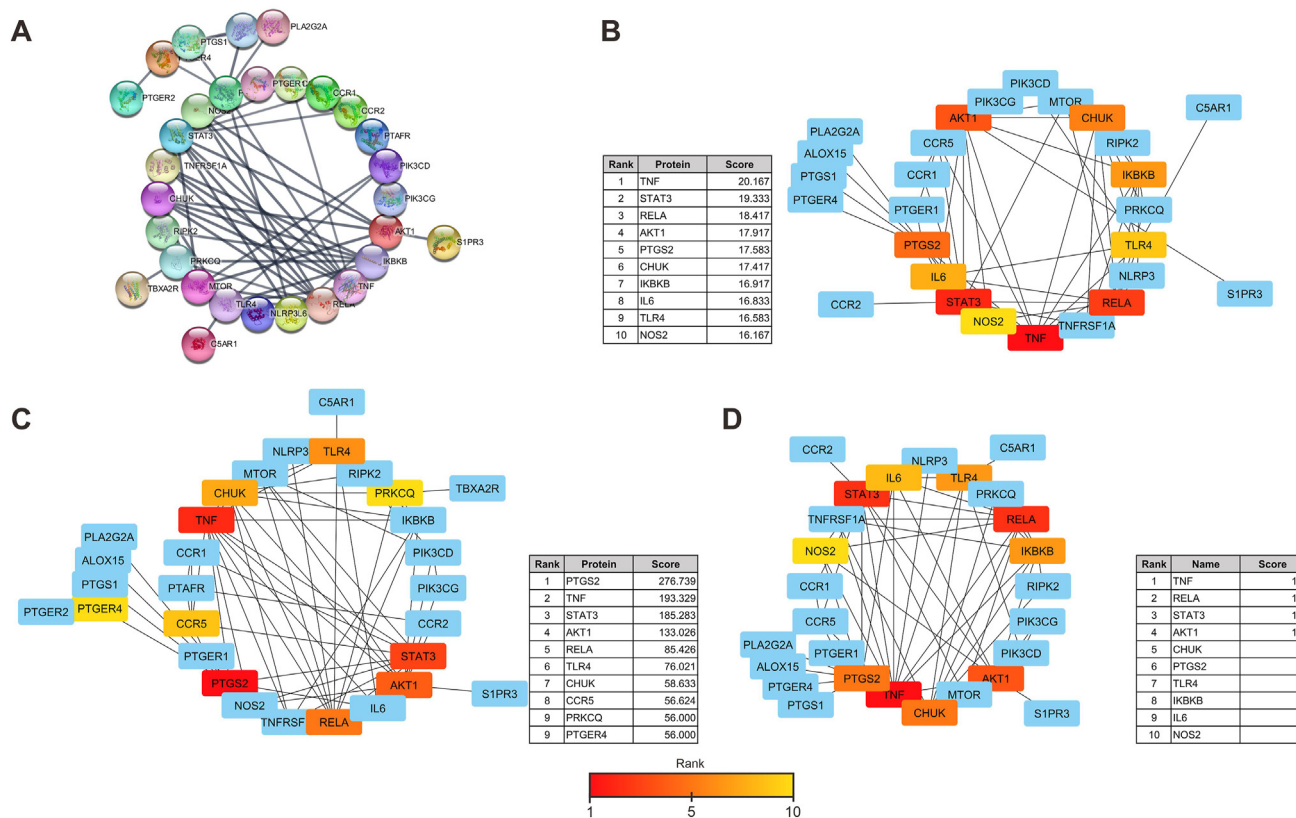 A
PLA2G2A
PTGS1
PTGER4
PTGER2
PTGER1
CCR1
CCR2
NOS2
STAT3
PTAFR
TNFRSF1A
PIK3CD
CHUK
PIK3CG
RIPK2
AKT1
S1PR3
PRKCQ
IKBKB
TBXA2R
MTOR
TNF
TLR4
RELA
NLRP3
IL6
C5AR1
B
Rank Protein Score
1 TNF 20.167
2 STAT3 19.333
3 RELA 18.417
4 AKT1 17.917
5 PTGS2 17.583
6 CHUK 17.417
7 IKBKB 16.917
8 IL6 16.833
9 TLR4 16.583
10 NOS2 16.167
PIK3CD
PIK3CG
MTOR
C5AR1
AKT1
CHUK
PLA2G2A
CCR5
RIPK2
ALOX15
PTGS1
CCR1
IKBKB
PTGER4
PTGER1
PRKCQ
PTGS2
TLR4
IL6
NLRP3
S1PR3
CCR2
STAT3
RELA
NOS2
TNFRSF1A
TNF
C
C5AR1
NLRP3
TLR4
MTOR
RIPK2
CHUK
PRKCQ
TBXA2R
TNF
IKBKB
PLA2G2A
CCR1
PIK3CD
ALOX15
PTGS1
PTAFR
PIK3CG
PTGER2
PTGER4
CCR5
CCR2
PTGER1
STAT3
PTGS2
AKT1
S1PR3
NOS2
IL6
TNFRSF
RELA
Rank Protein Score
1 PTGS2 276.739
2 TNF 193.329
3 STAT3 185.283
4 AKT1 133.026
5 RELA 85.426
6 TLR4 76.021
7 CHUK 58.633
8 CCR5 56.624
9 PRKCQ 56.000
9 PTGER4 56.000
D
CCR2
C5AR1
NLRP3
IL6
TLR4
STAT3
PRKCQ
TNFRSF1A
RELA
NOS2
IKBKB
CCR1
RIPK2
CCR5
PIK3CG
PLA2G2A
PTGER1
PIK3CD
ALOX15
PTGS2
AKT1
PTGER4
TNF
MTOR
PTGS1
CHUK
S1PR3
Rank Name Score
1 TNF 1
2 RELA 1
3 STAT3 1
4 AKT1 1
5 CHUK
6 PTGS2
7 TLR4
8 IKBKB
9 IL6
10 NOS2
Rank
1 5 10